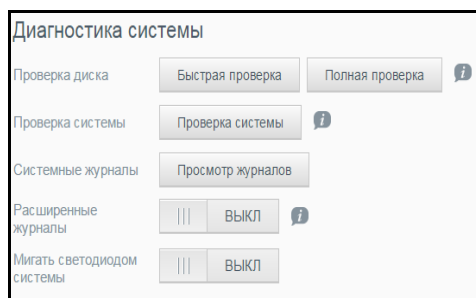 Диагностика системы
Проверка диска Быстрая проверка Полная проверка i
Проверка системы Проверка системы i
Системные журналы Просмотр журналов
Расширенные
журналы ВЫКЛ i
Мигать светодиодом
системы ВЫКЛ